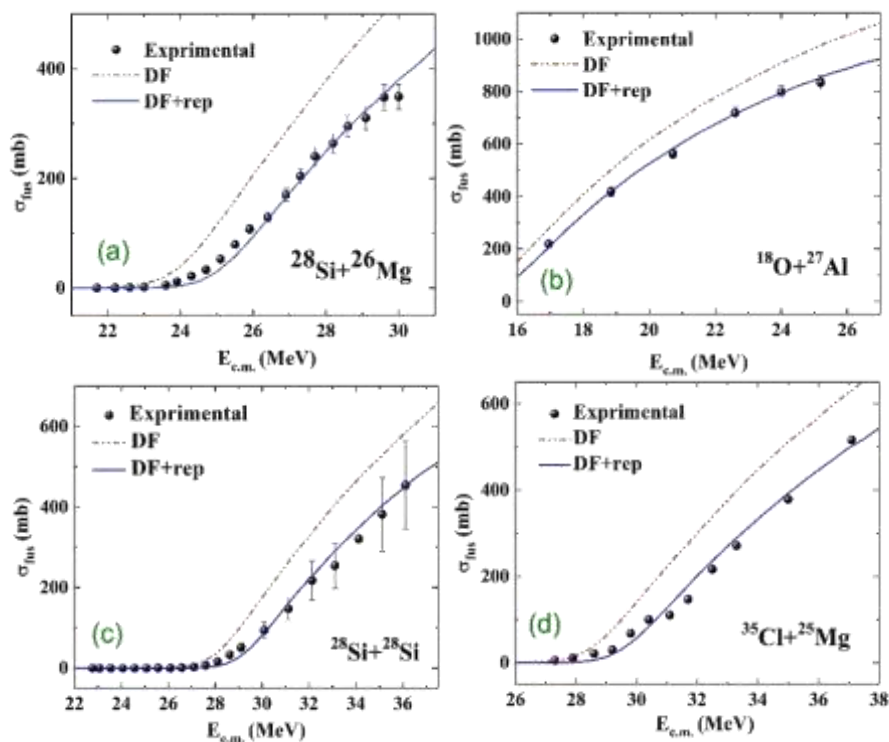 Exprimental
DF
DF+rep
400
200
0
σfus (mb)
(a)
²⁸Si+²⁶Mg
22 24 26 28 30
Ec.m. (MeV)
Exprimental
DF
DF+rep
1000
800
600
400
200
0
σfus (mb)
(b)
¹⁸O+²⁷Al
16 18 20 22 24 26
Ec.m. (MeV)
Exprimental
DF
DF+rep
600
400
200
0
σfus (mb)
(c)
²⁸Si+²⁸Si
22 24 26 28 30 32 34 36
Ec.m. (MeV)
Exprimental
DF
DF+rep
600
400
200
0
σfus (mb)
(d)
³⁵Cl+²⁵Mg
26 28 30 32 34 36 38
Ec.m. (MeV)